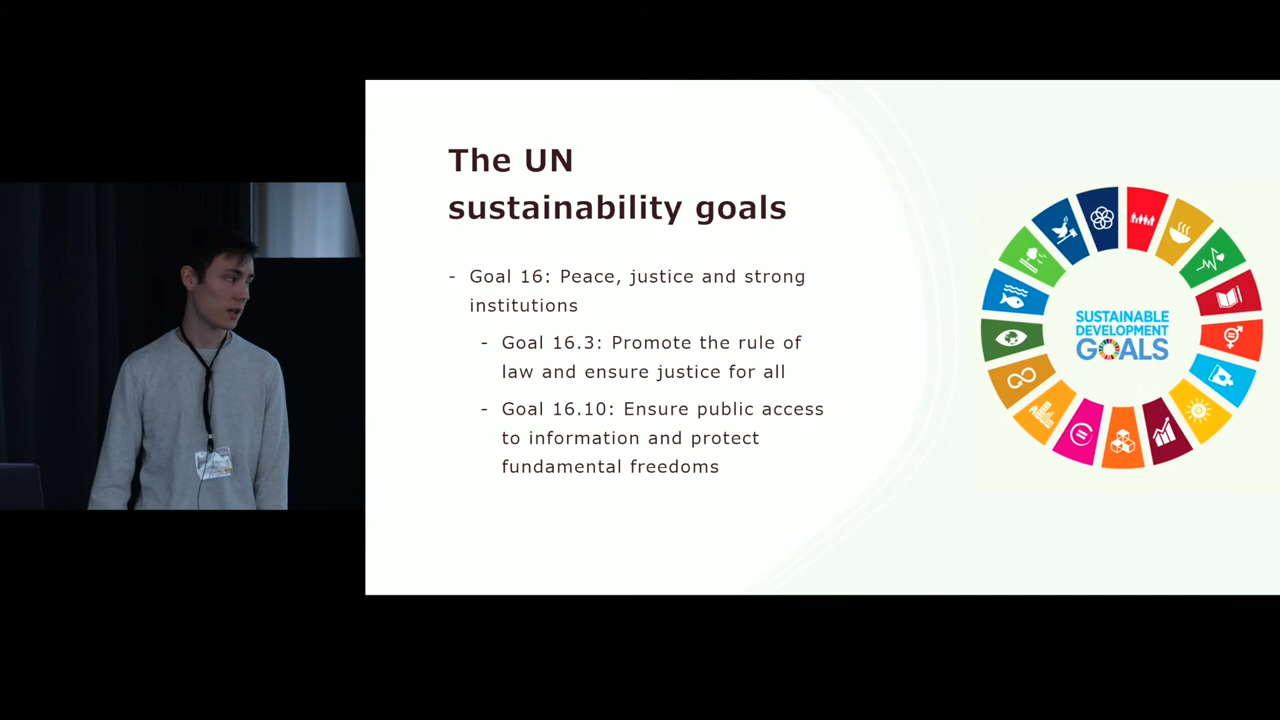 The UN
sustainability goals
- Goal 16: Peace, justice and strong
institutions
- Goal 16.3: Promote the rule of
law and ensure justice for all
- Goal 16.10: Ensure public access
to information and protect
fundamental freedoms
SUSTAINABLE
DEVELOPMENT
GOALS